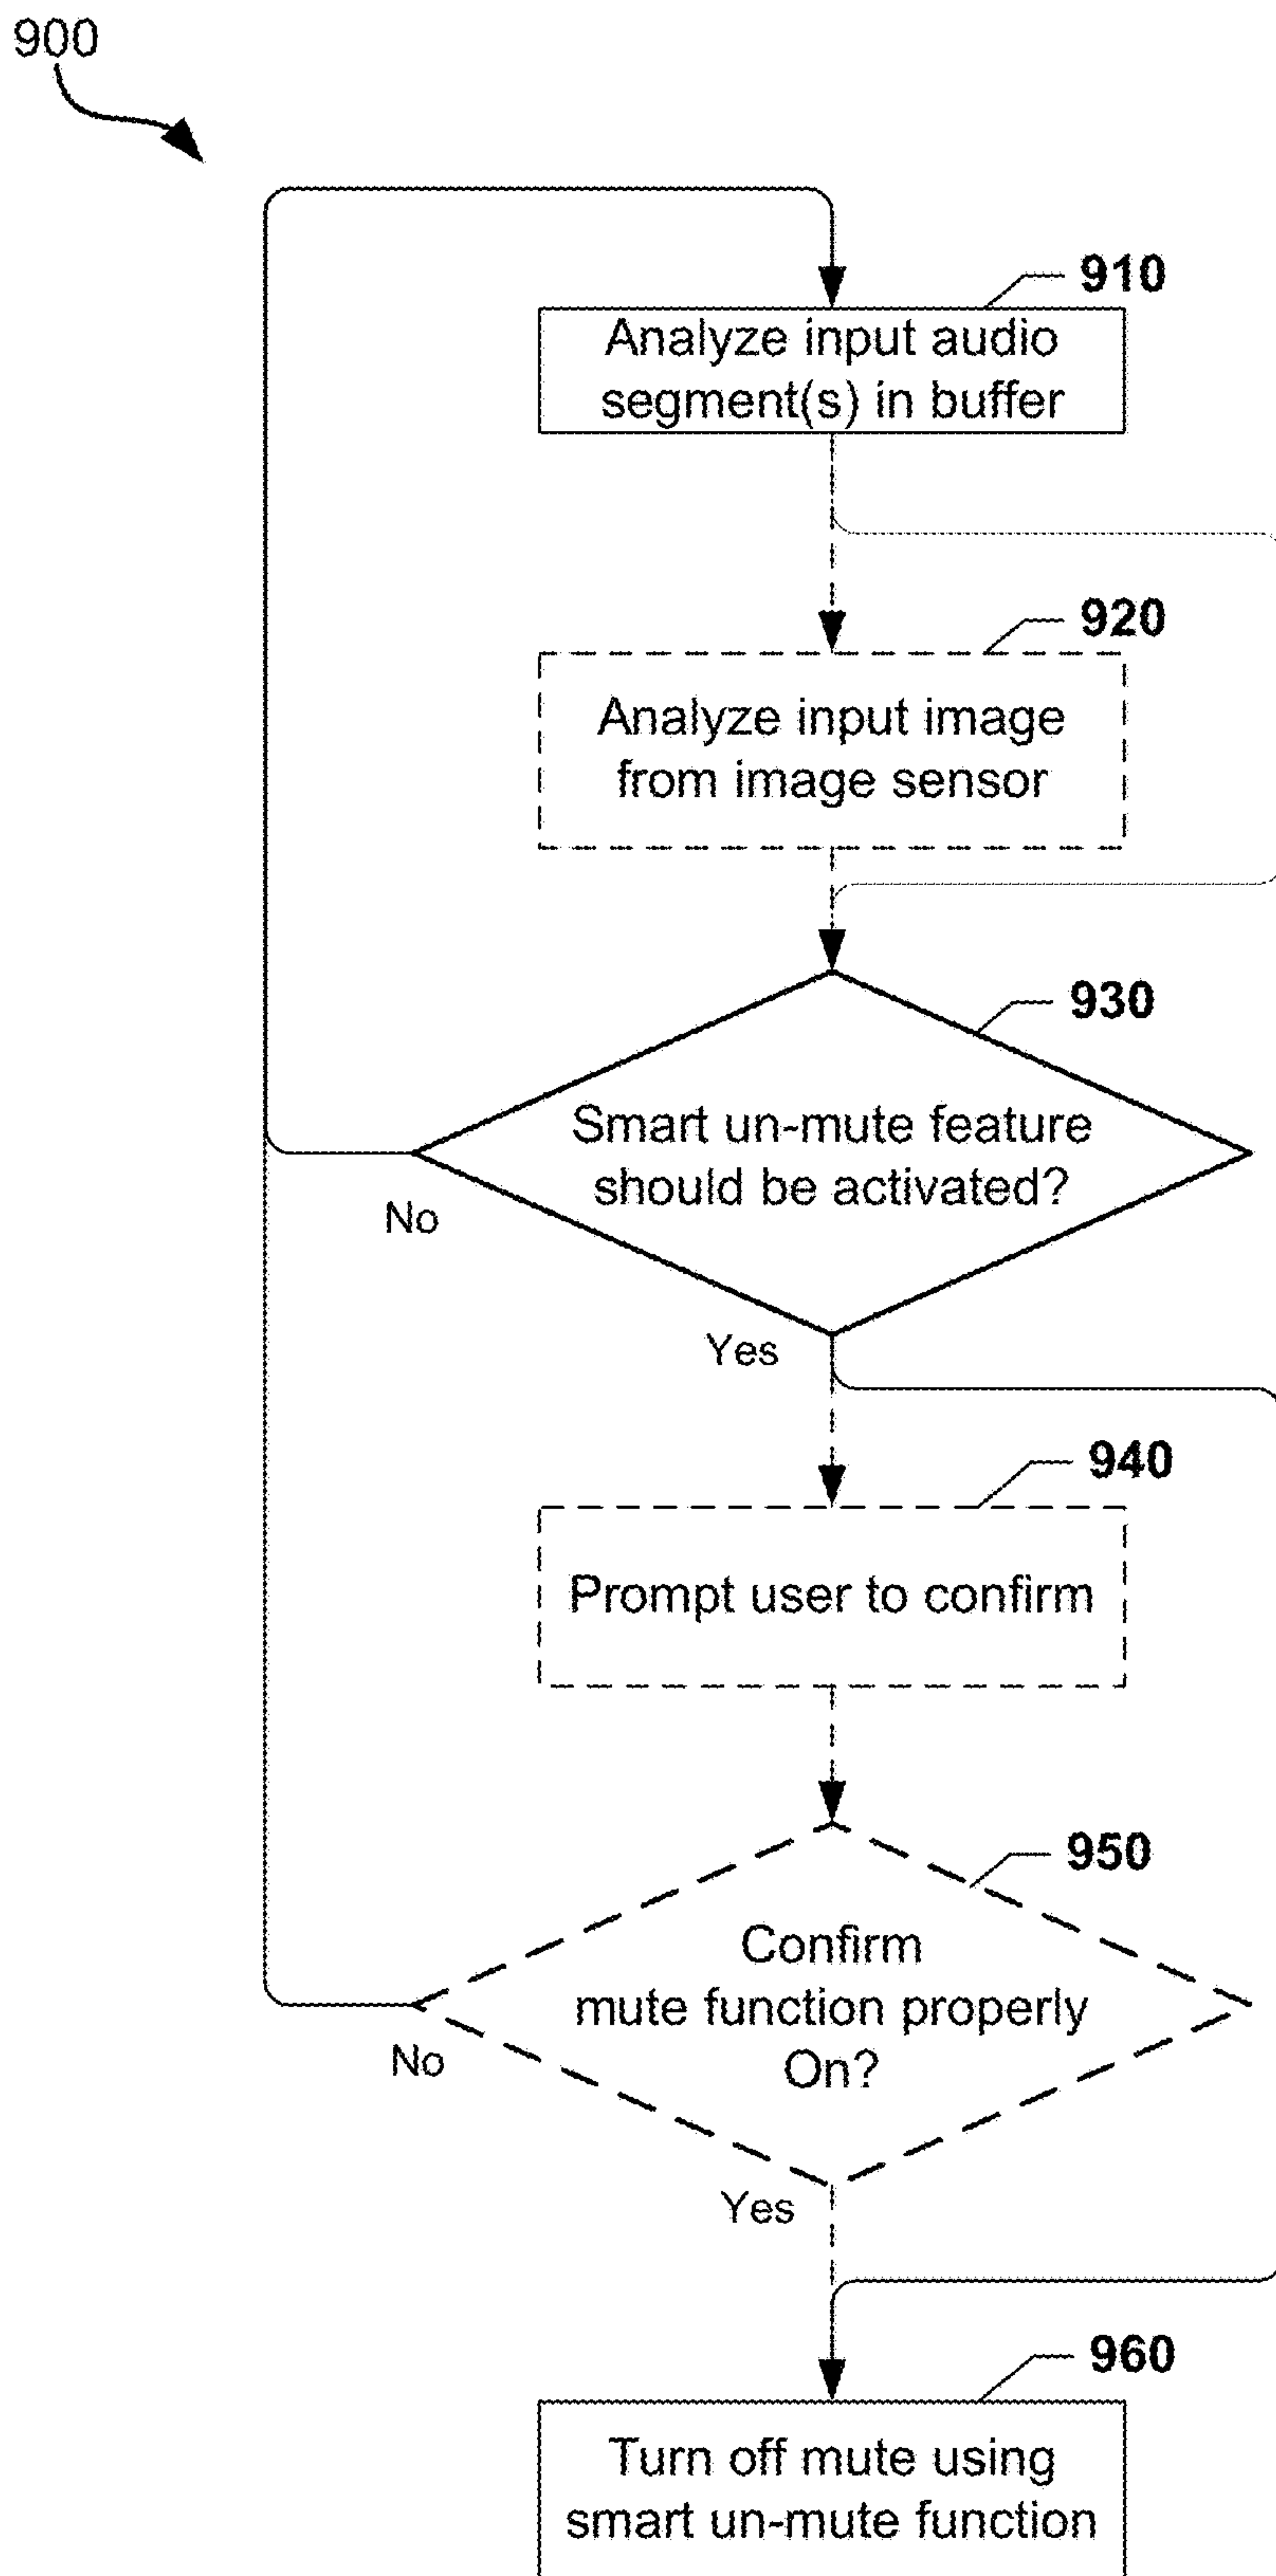 900
910
Analyze input audio
segment(s) in buffer
920
Analyze input image
from image sensor
930
Smart un-mute feature
should be activated?
No
Yes
940
Prompt user to confirm
950
Confirm
mute function properly
On?
No
Yes
960
Turn off mute using
smart un-mute function